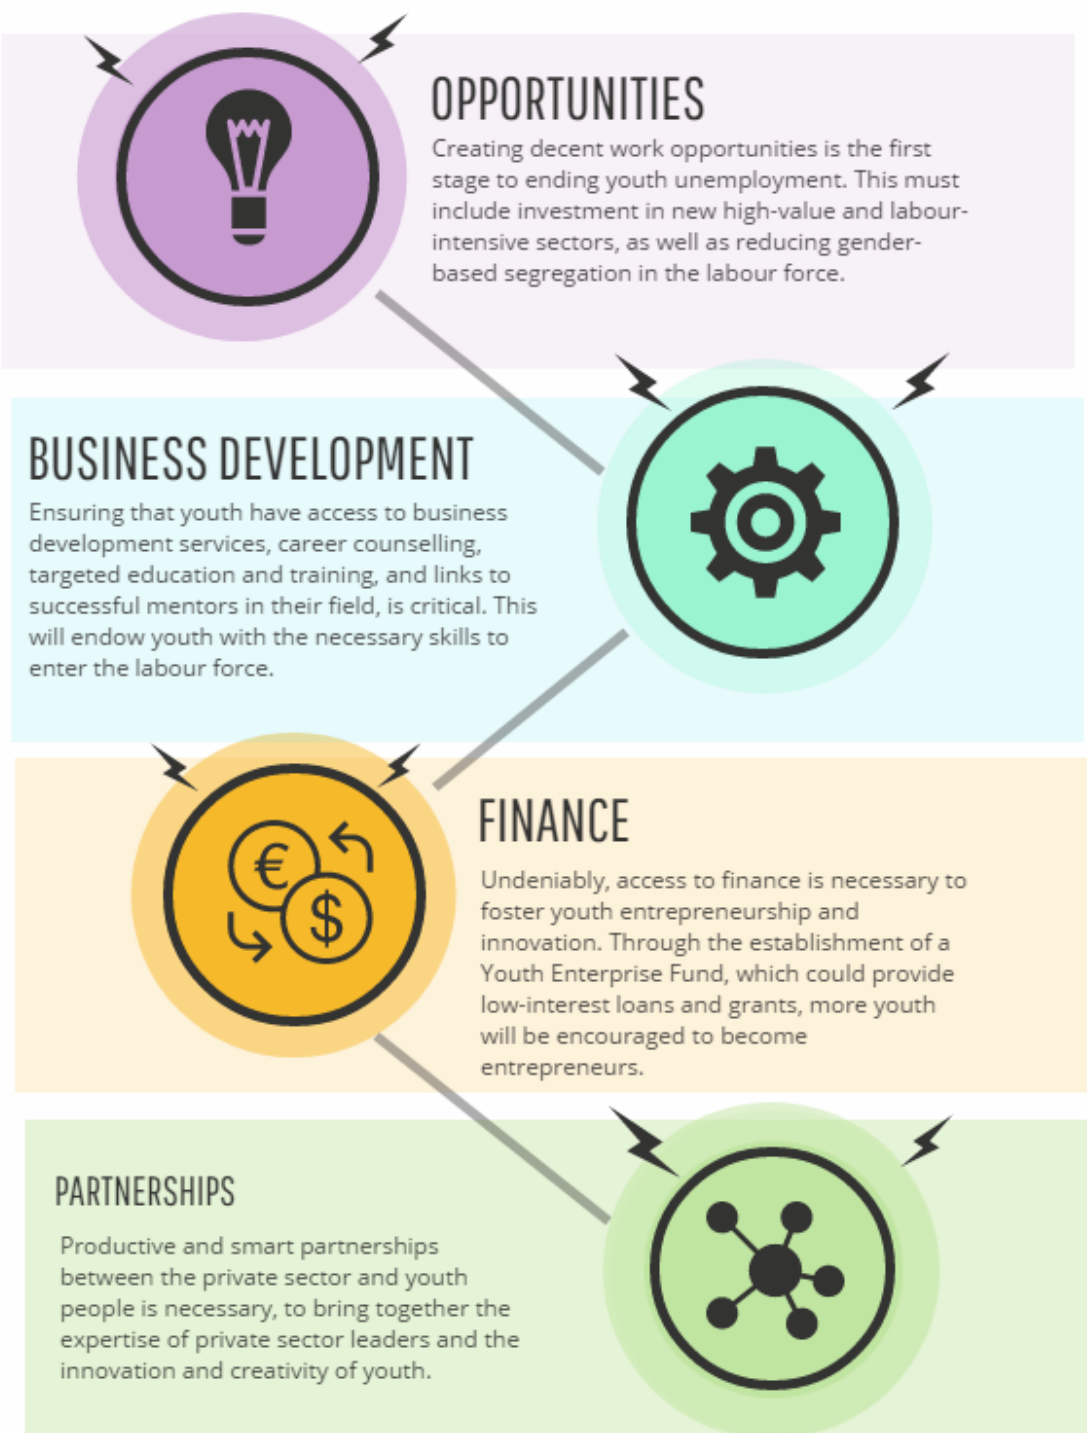 OPPORTUNITIES
Creating decent work opportunities is the first
stage to ending youth unemployment. This must
include investment in new high-value and labour-
intensive sectors, as well as reducing gender-
based segregation in the labour force.
BUSINESS DEVELOPMENT
Ensuring that youth have access to business
development services, career counselling,
targeted education and training, and links to
successful mentors in their field, is critical. This
will endow youth with the necessary skills to
enter the labour force.
€
$
FINANCE
Undeniably, access to finance is necessary to
foster youth entrepreneurship and
innovation. Through the establishment of a
Youth Enterprise Fund, which could provide
low-interest loans and grants, more youth
will be encouraged to become
entrepreneurs.
PARTNERSHIPS
Productive and smart partnerships
between the private sector and youth
people is necessary, to bring together the
expertise of private sector leaders and the
innovation and creativity of youth.